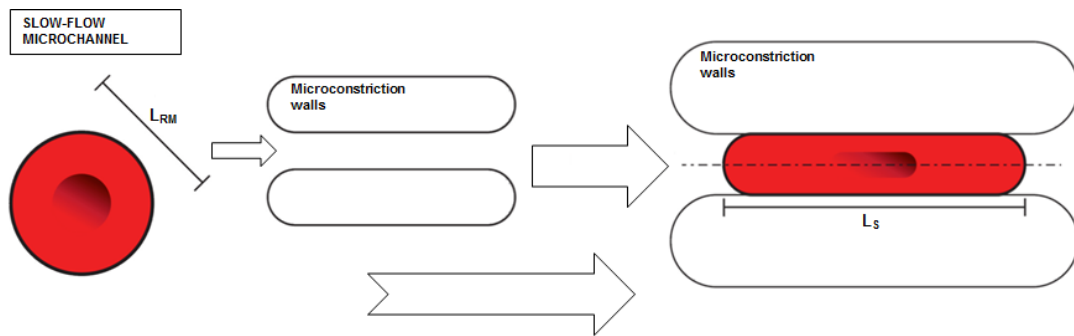 SLOW-FLOW
MICROCHANNEL
LRM
Microconstriction
walls
Microconstriction
walls
LS